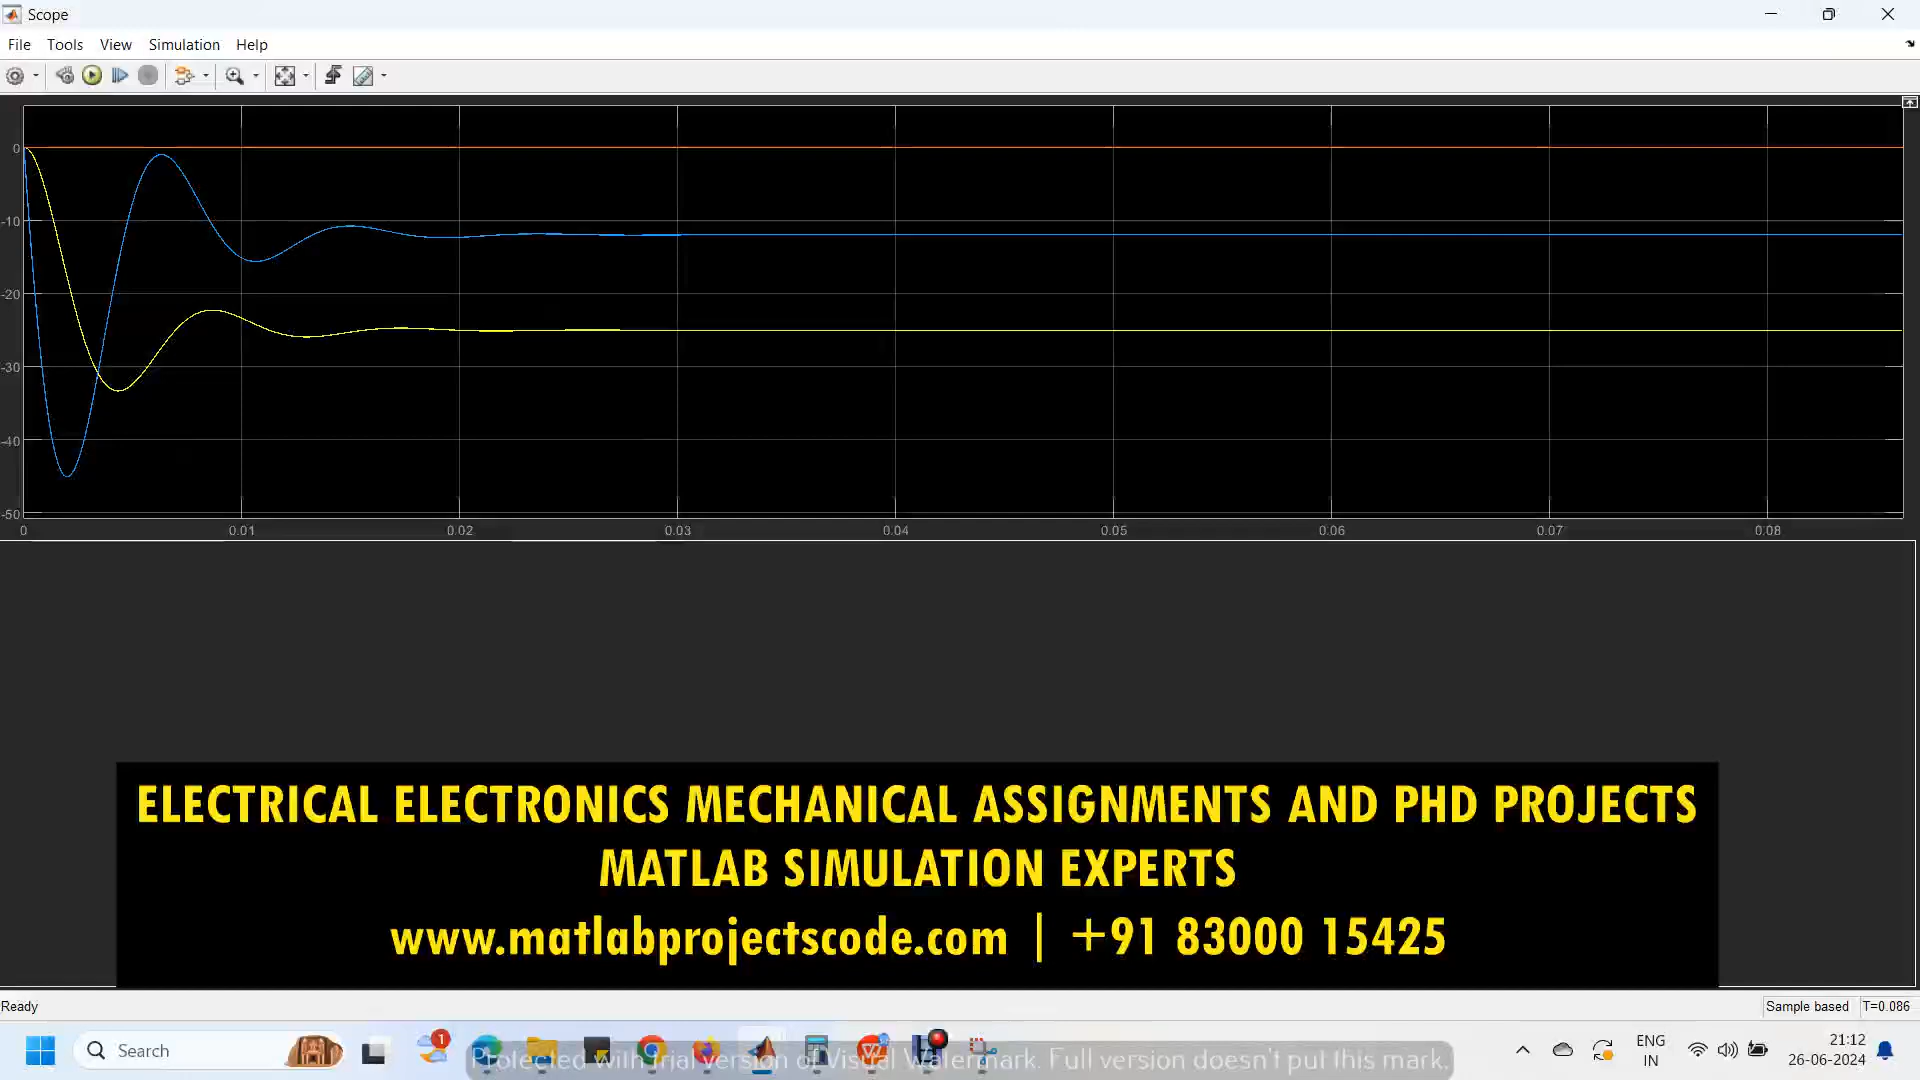 Scope
File Tools View Simulation Help
0
-10
-20
-30
-40
-50
0 0.01 0.02 0.03 0.04 0.05 0.06 0.07 0.08
ELECTRICAL ELECTRONICS MECHANICAL ASSIGNMENTS AND PHD PROJECTS
MATLAB SIMULATION EXPERTS
www.matlabprojectscode.com | +91 83000 15425
Ready Sample based T=0.086
Search 1 ENG 21:12
IN 26-06-2024
Protected with trial version of Visual Watermark. Full version doesn't put this mark.